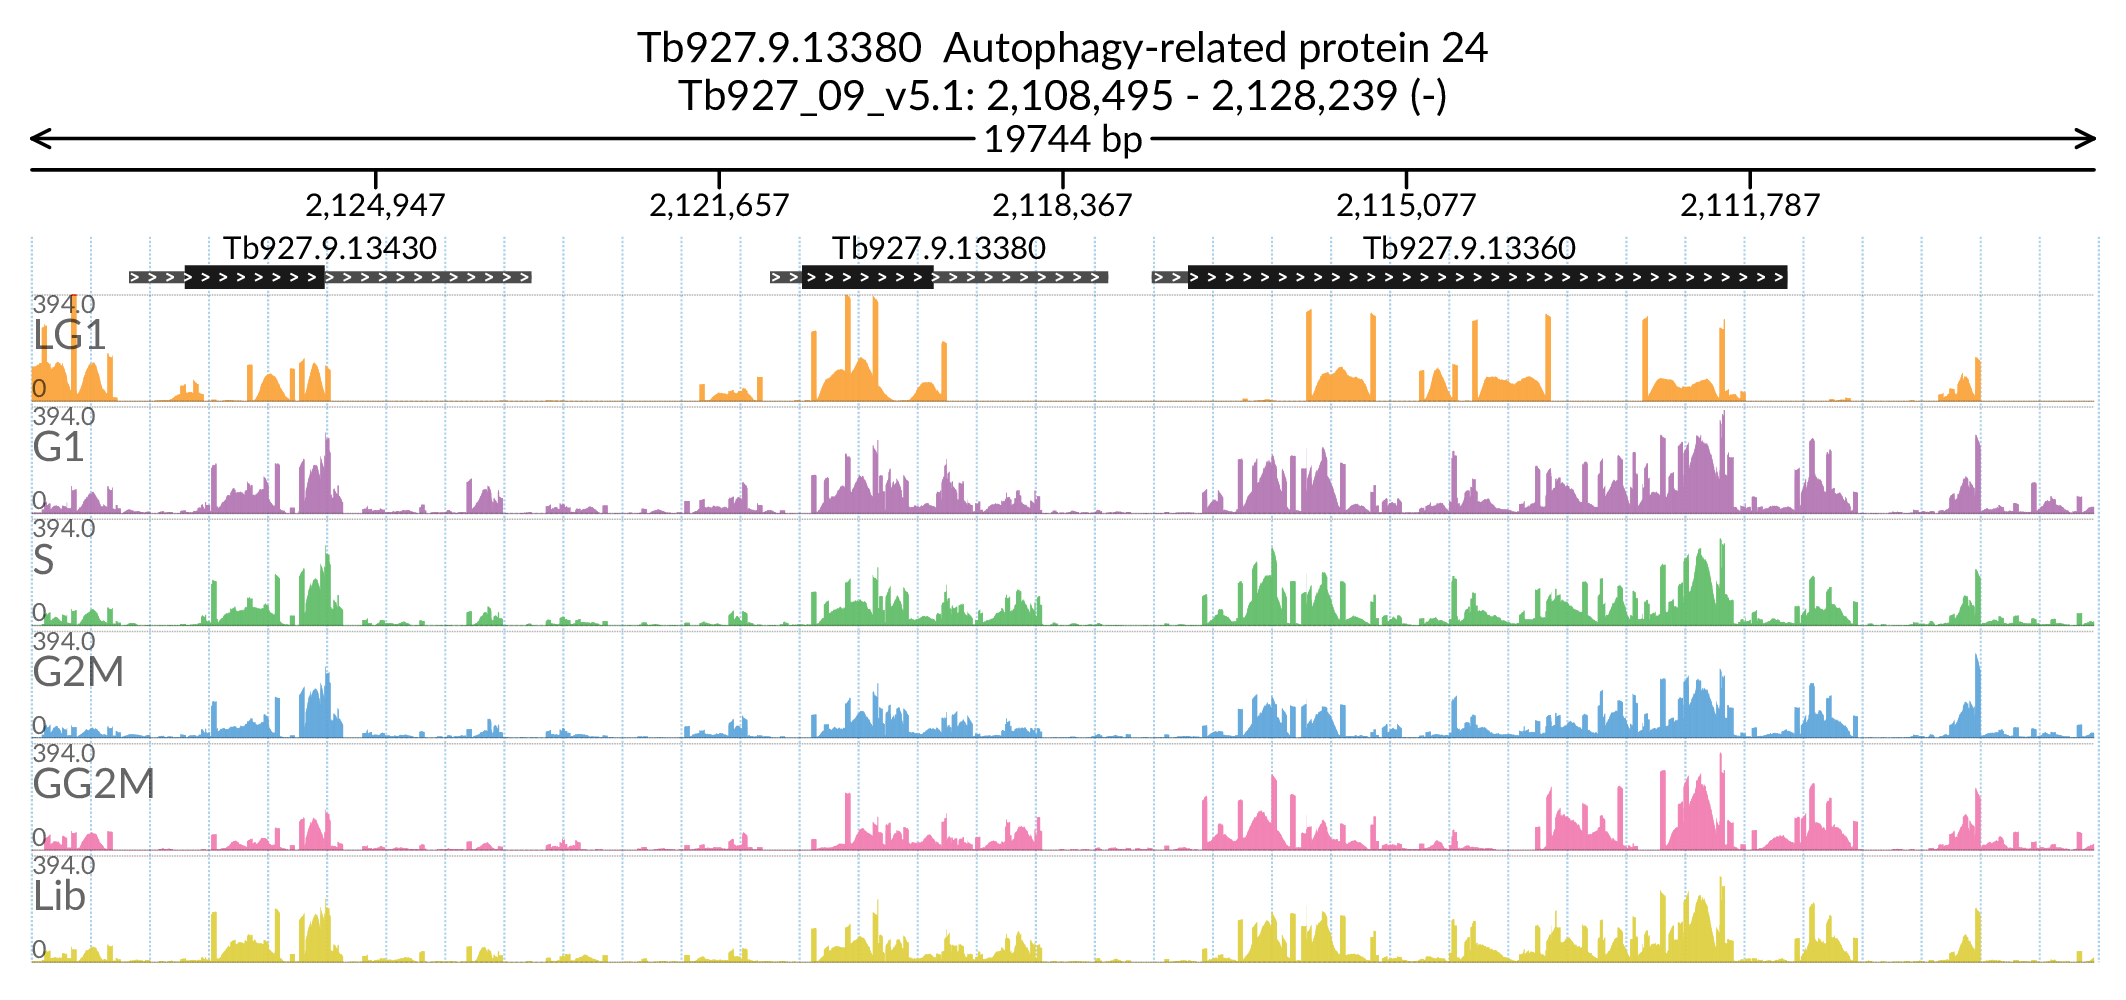 Tb927.9.13380  Autophagy-related protein 24
Tb927_09_v5.1: 2,108,495 - 2,128,239 (-)
19744 bp
2,124,947 2,121,657 2,118,367 2,115,077 2,111,787
Tb927.9.13430 Tb927.9.13380 Tb927.9.13360
394.0
LG1
0
394.0
G1
0
394.0
S
0
394.0
G2M
0
394.0
GG2M
0
394.0
Lib
0